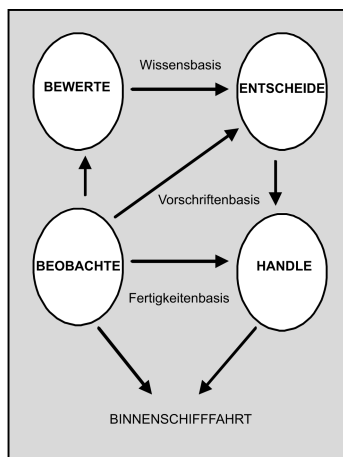 Wissensbasis
BEWERTE
ENTSCHEIDE
Vorschriftenbasis
BEOBACHTE
HANDLE
Fertigkeitenbasis
BINNENSCHIFFFAHRT